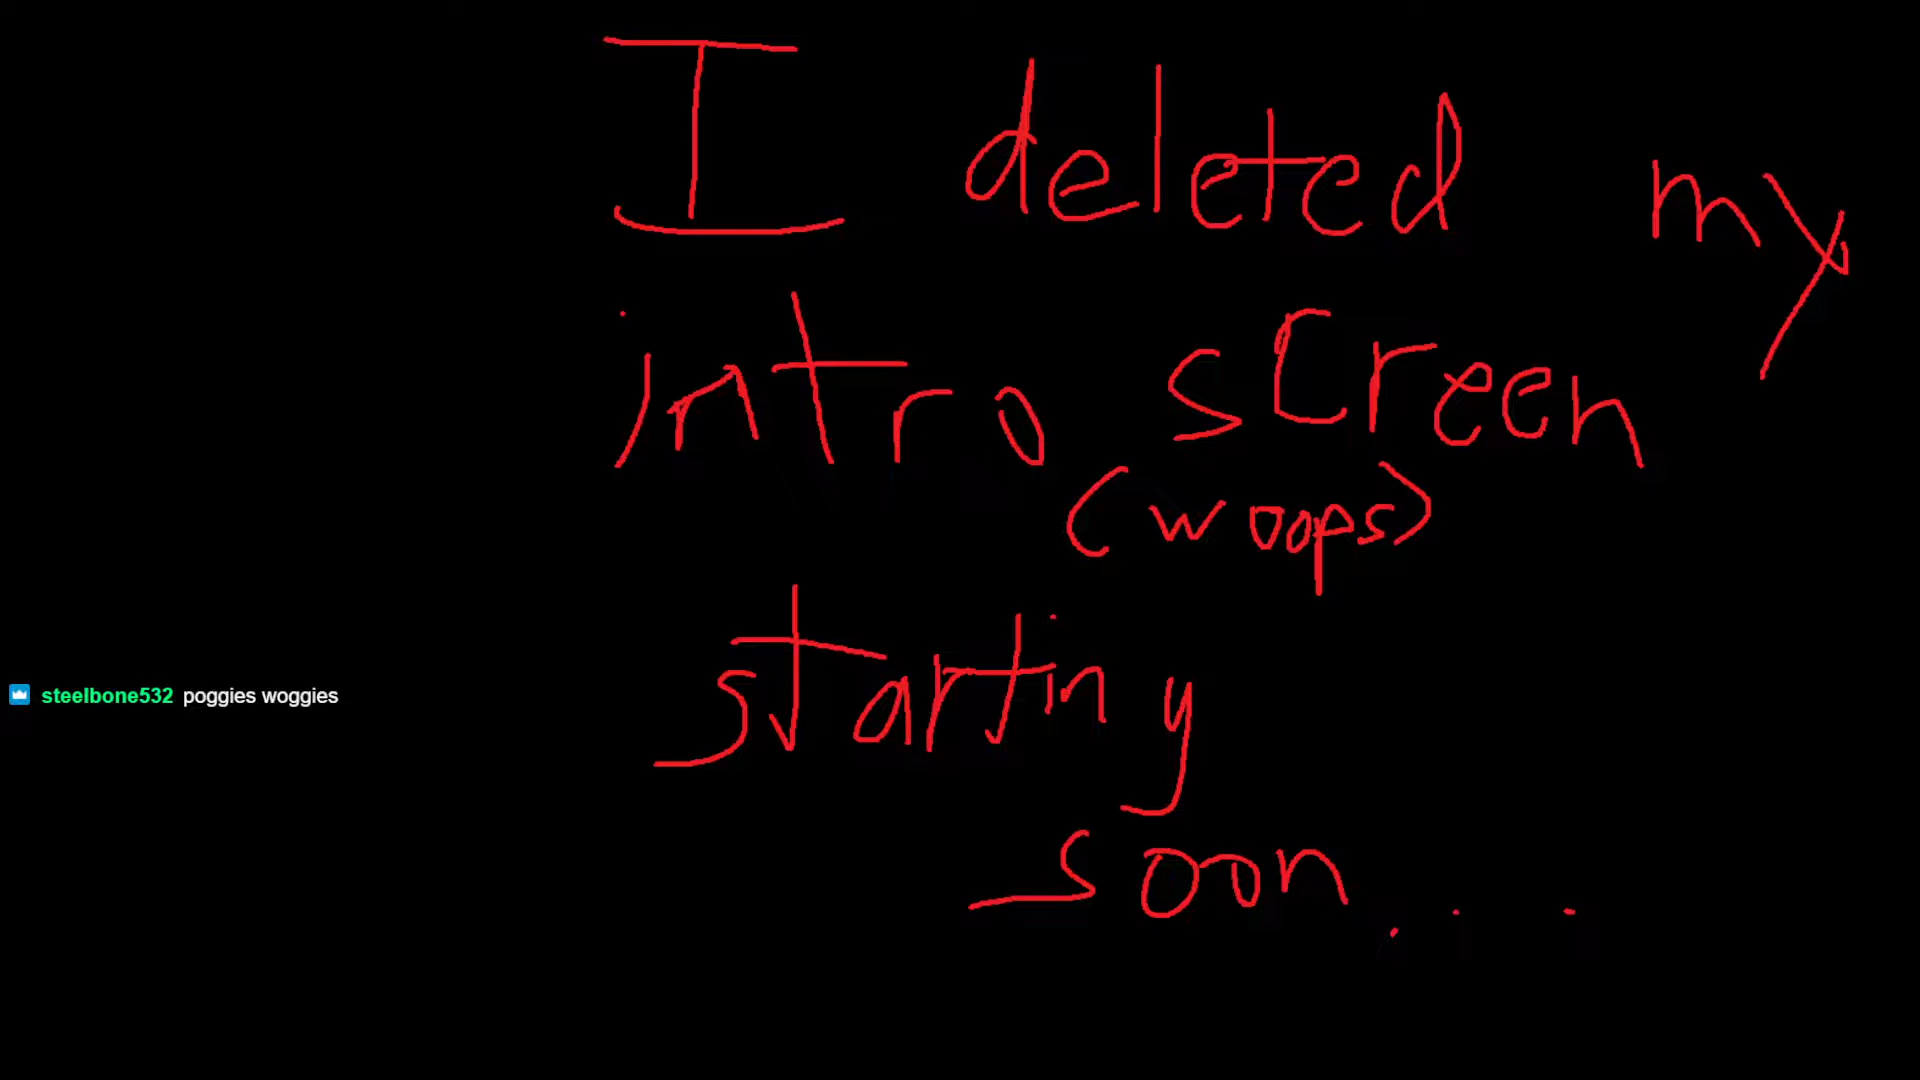 I deleted my
intro screen
(woops)
steelbone532 poggies woggies
starting
soon...